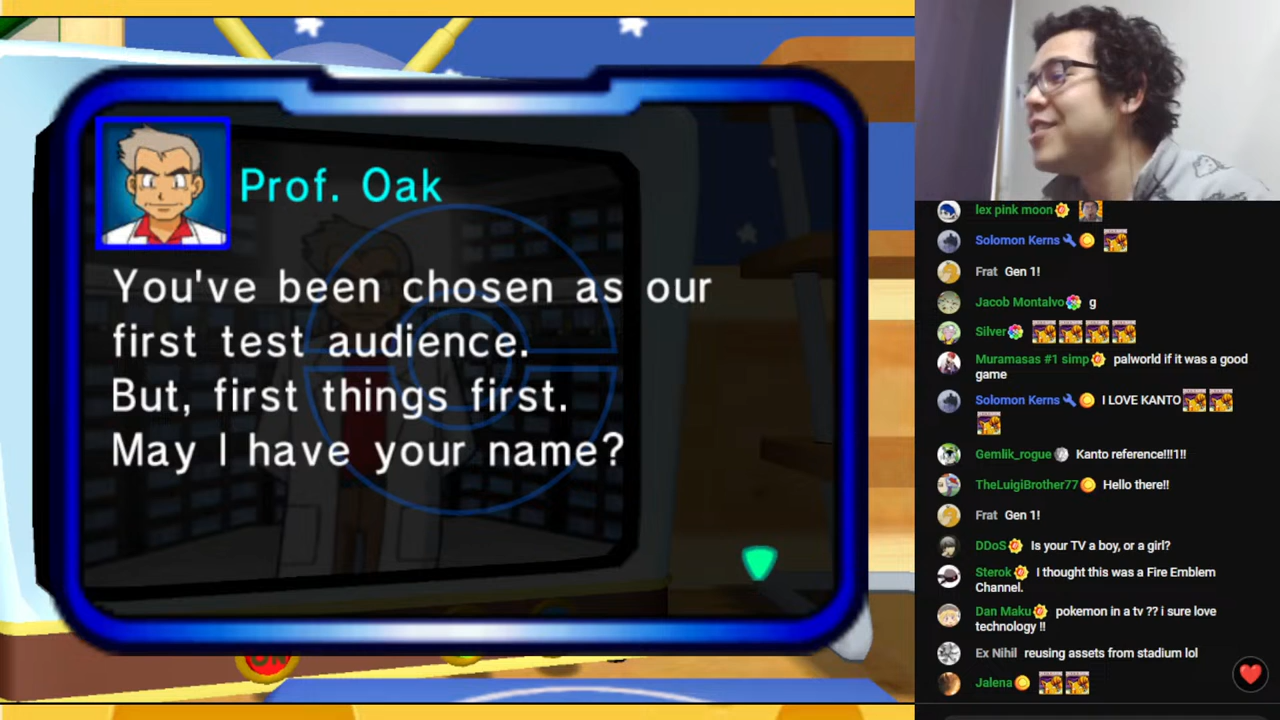 Prof. Oak
You've been chosen as our
first test audience.
But, first things first.
May I have your name?
ON
lex pink moon
Solomon Kerns
Frat Gen 1!
Jacob Montalvo g
Silver
Muramasas #1 simp palworld if it was a good
game
Solomon Kerns I LOVE KANTO
Gemlik_rogue Kanto reference!!!1!!
TheLuigiBrother77 Hello there!!
Frat Gen 1!
DDoS Is your TV a boy, or a girl?
Sterok I thought this was a Fire Emblem
Channel.
Dan Maku pokemon in a tv ?? i sure love
technology !!
Ex Nihil reusing assets from stadium lol
Jalena